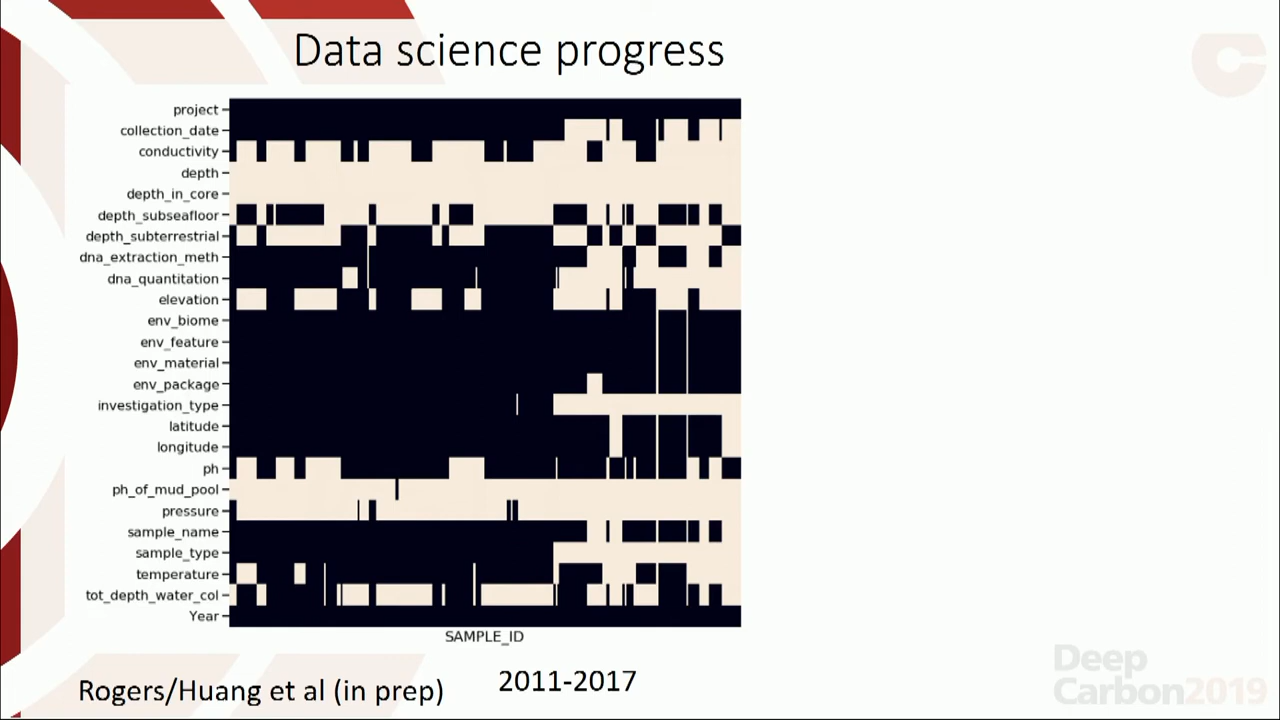 Data science progress
project
collection_date
conductivity
depth
depth_in_core
depth_subseafloor
depth_subterrestrial
dna_extraction_meth
dna_quantitation
elevation
env_biome
env_feature
env_material
env_package
investigation_type
latitude
longitude
ph
ph_of_mud_pool
pressure
sample_name
sample_type
temperature
tot_depth_water_col
Year
SAMPLE_ID
Rogers/Huang et al (in prep)
2011-2017
Deep
Carbon2019